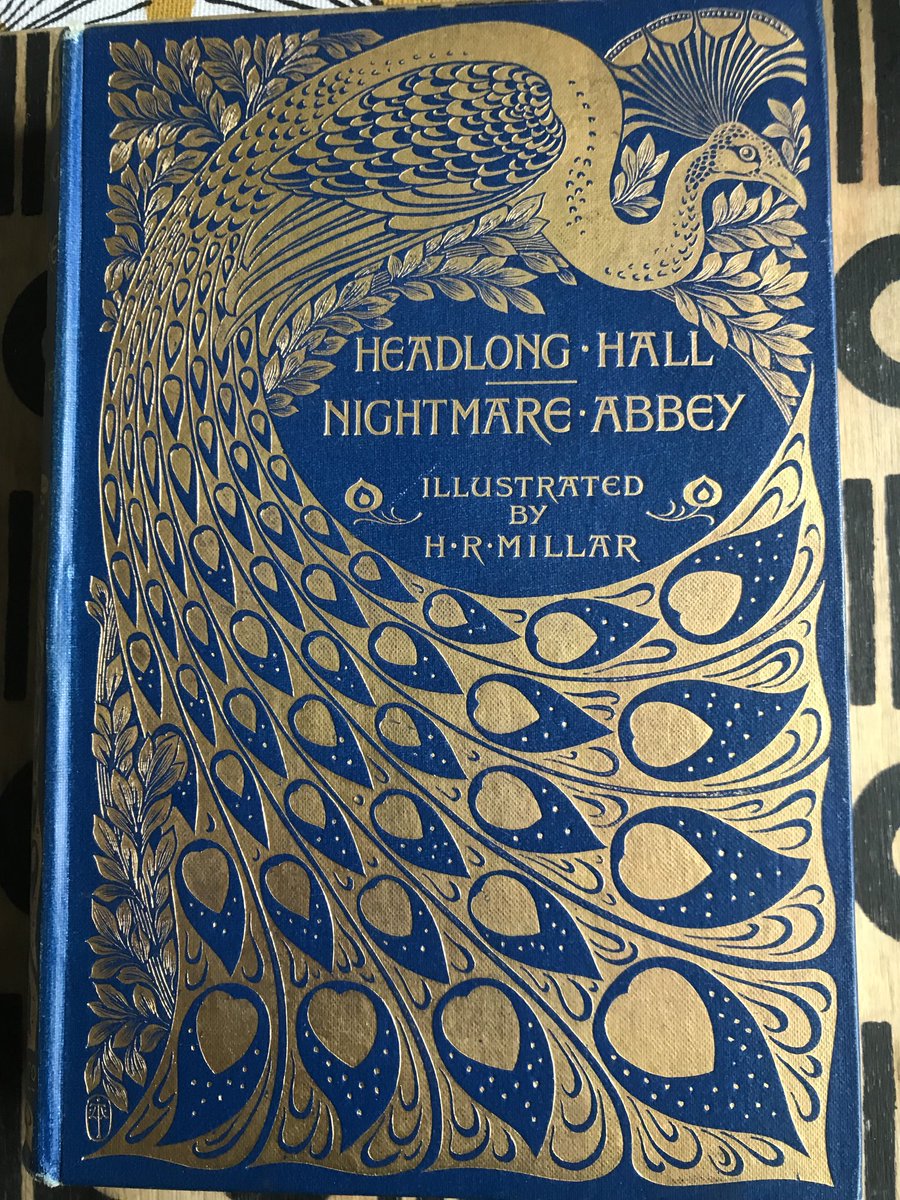 HEADLONG·HALL
NIGHTMARE·ABBEY
ILLUSTRATED
BY
H·R·MILLAR